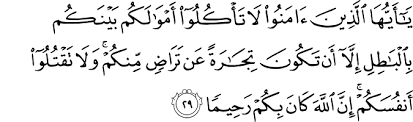 يَٰٓأَيُّهَا ٱلَّذِينَ ءَامَنُوا۟ لَا تَأْكُلُوٓا۟ أَمْوَٰلَكُم بَيْنَكُم
بِٱلْبَٰطِلِ إِلَّآ أَن تَكُونَ تِجَٰرَةً عَن تَرَاضٍ مِّنكُمْ ۚ وَلَا تَقْتُلُوٓا۟
أَنفُسَكُمْ ۚ إِنَّ ٱللَّهَ كَانَ بِكُمْ رَحِيمًا ۝٢٩